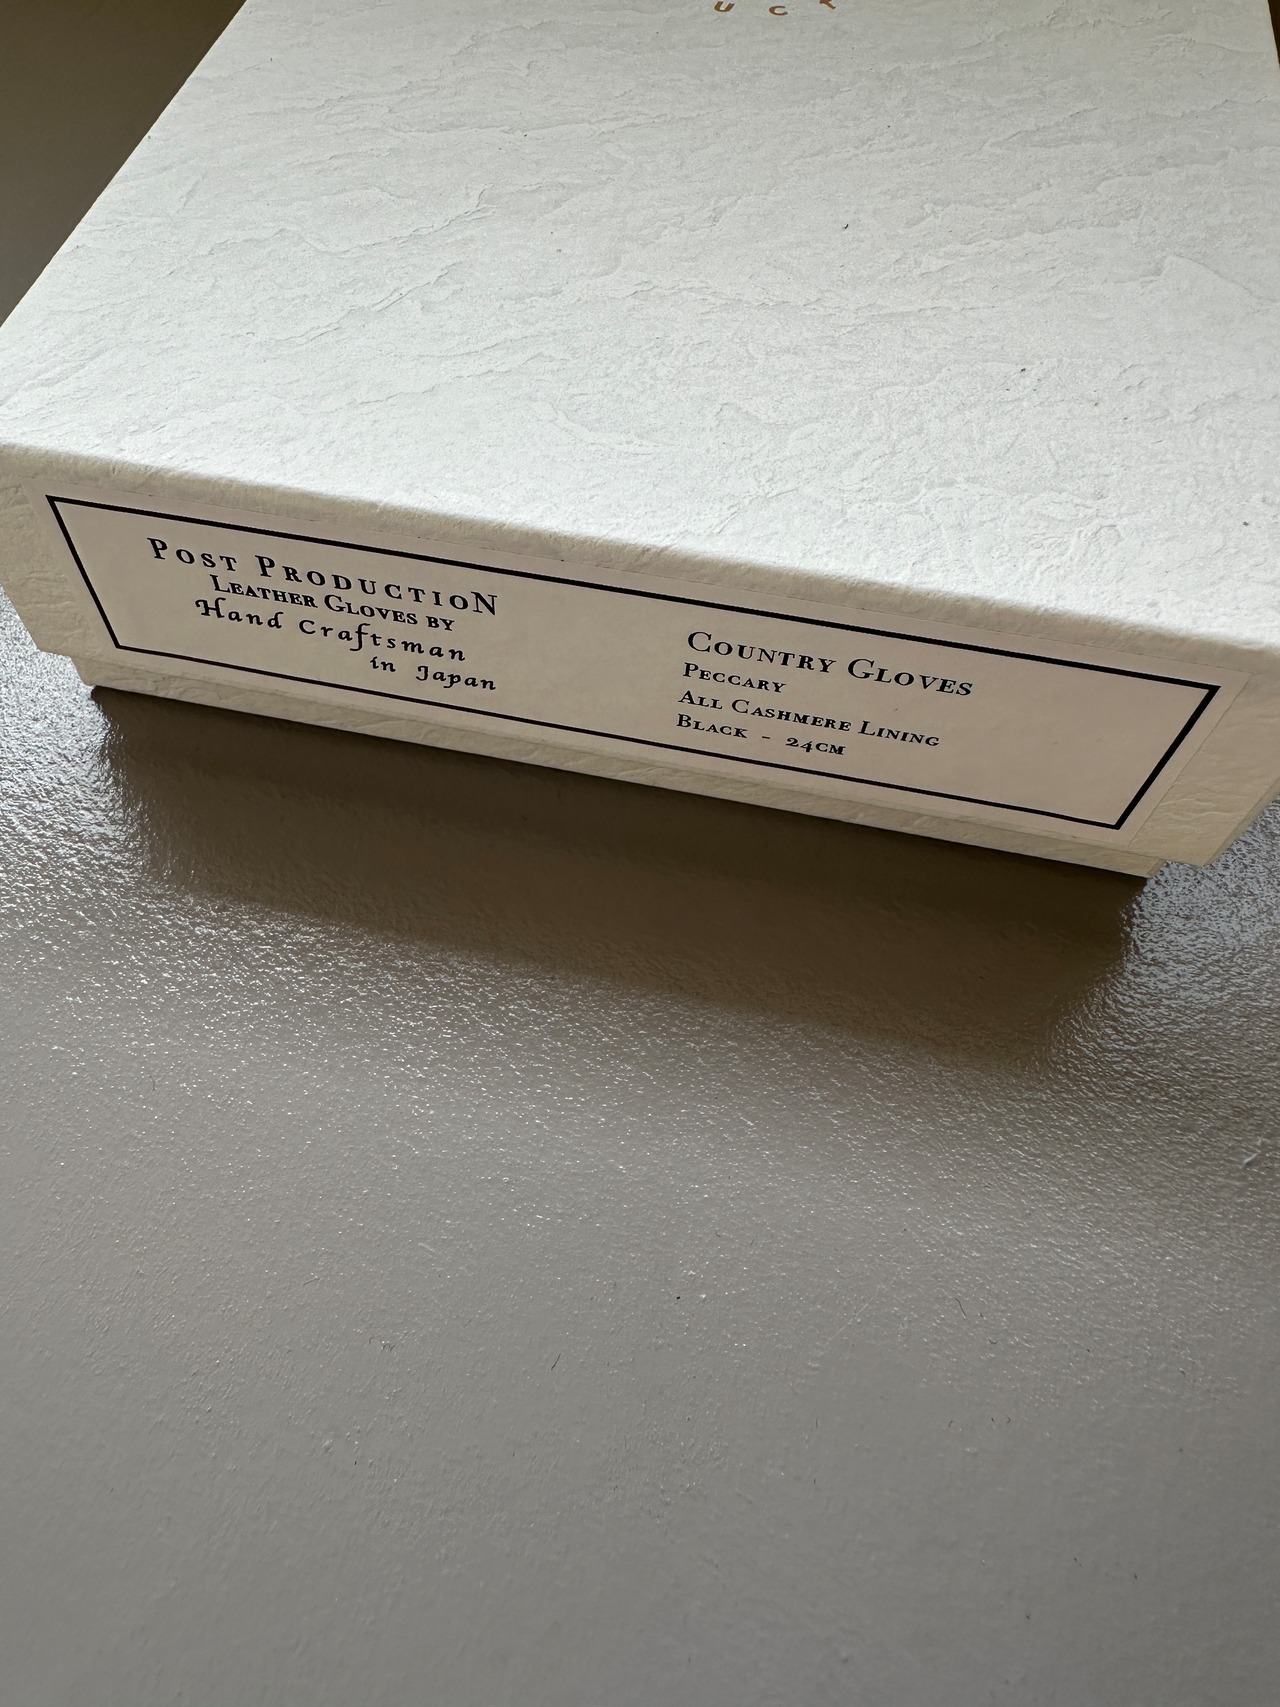 Post Production
Leather Gloves by
Hand Craftsman
in Japan
Country Gloves
Peccary
All Cashmere Lining
Black - 24cm